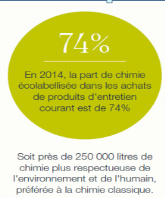 74%
En 2014, la part de chimie
écolabellisée dans les achats
de produits d'entretien
courant est de 74%
Soit près de 250 000 litres de
chimie plus respectueuse de
l'environnement et de l'humain,
préférée à la chimie classique.